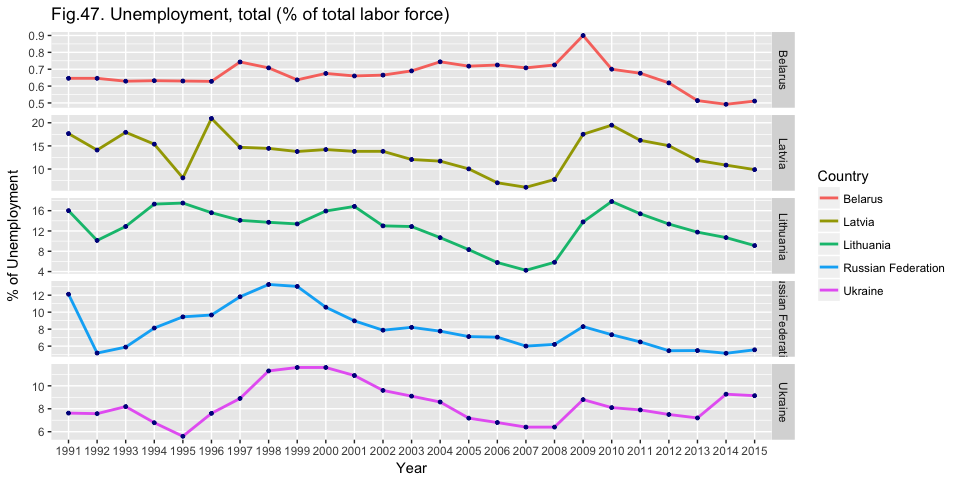 Fig.47. Unemployment, total (% of total labor force)
% of Unemployment
0.9
0.8
0.7
0.6
0.5
Belarus
20
15
10
Latvia
16
12
8
4
Lithuania
12
10
8
6
ssian Federati
10
8
6
Ukraine
1991 1992 1993 1994 1995 1996 1997 1998 1999 2000 2001 2002 2003 2004 2005 2006 2007 2008 2009 2010 2011 2012 2013 2014 2015
Year
Country
Belarus
Latvia
Lithuania
Russian Federation
Ukraine